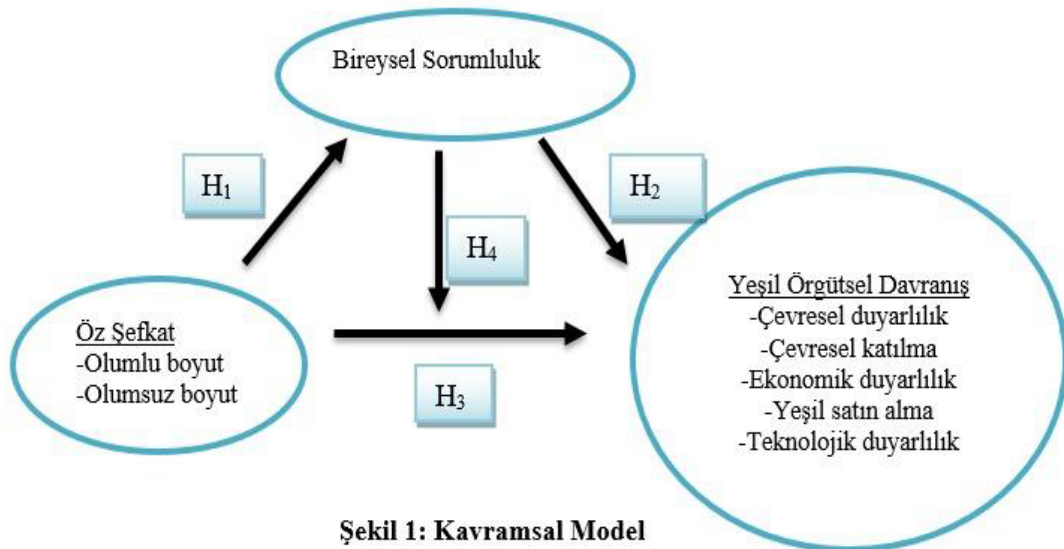 Bireysel Sorumluluk
H1
H2
H4
Öz Şefkat
-Olumlu boyut
-Olumsuz boyut
H3
Yeşil Örgütsel Davranış
-Çevresel duyarlılık
-Çevresel katılma
-Ekonomik duyarlılık
-Yeşil satın alma
-Teknolojik duyarlılık
Şekil 1: Kavramsal Model